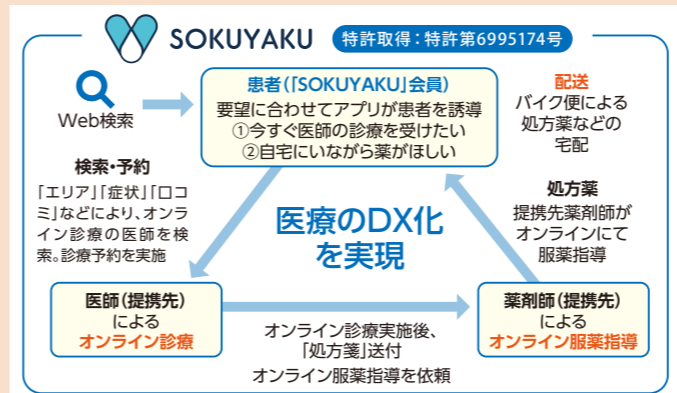 SOKUYAKU
特許取得：特許第6995174号
Web検索
患者(「SOKUYAKU」会員)
要望に合わせてアプリが患者を誘導
①今すぐ医師の診療を受けたい
②自宅にいながら薬がほしい
配送
バイク便による
処方薬などの
宅配
検索・予約
「エリア」「症状」「口コ
ミ」などにより、オンラ
イン診療の医師を検
索。診療予約を実施
医療のDX化
を実現
処方薬
提携先薬剤師が
オンラインにて
服薬指導
医師(提携先)
による
オンライン診療
オンライン診療実施後、
「処方箋」送付
オンライン服薬指導を依頼
薬剤師(提携先)
による
オンライン服薬指導